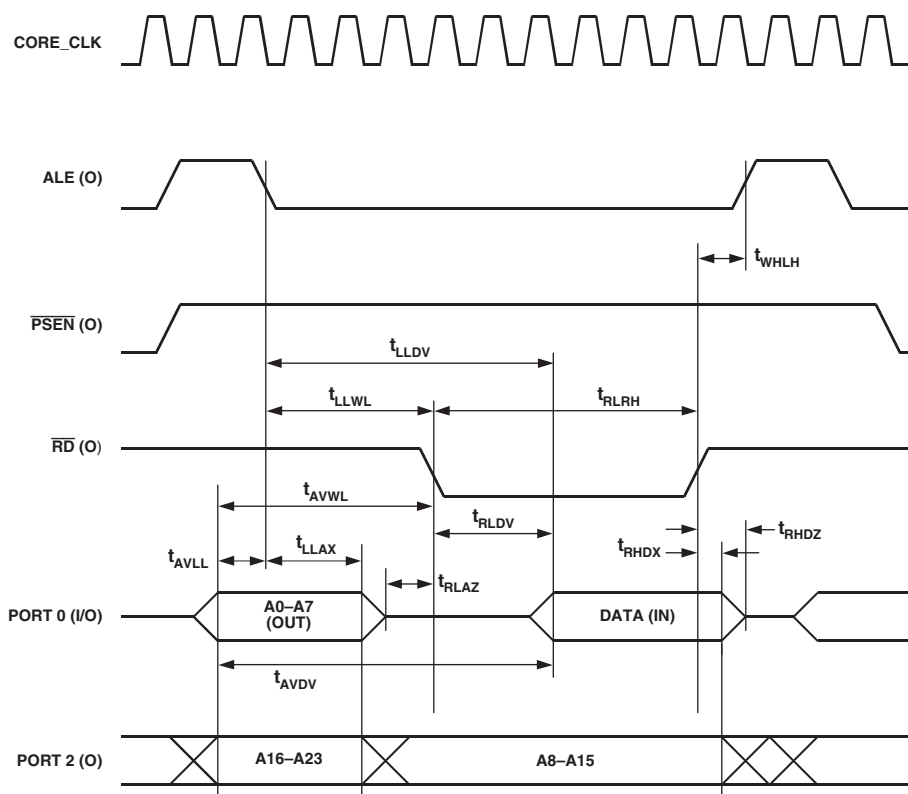 CORE_CLK
ALE (O)
tWHLH
PSEN (O)
tLLDV
tLLWL
tRLRH
RD (O)
tAVWL
tRLDV
tRHDZ
tRHDX
tAVLL
tLLAX
tRLAZ
PORT 0 (I/O)
A0–A7
(OUT)
DATA (IN)
tAVDV
PORT 2 (O)
A16–A23
A8–A15